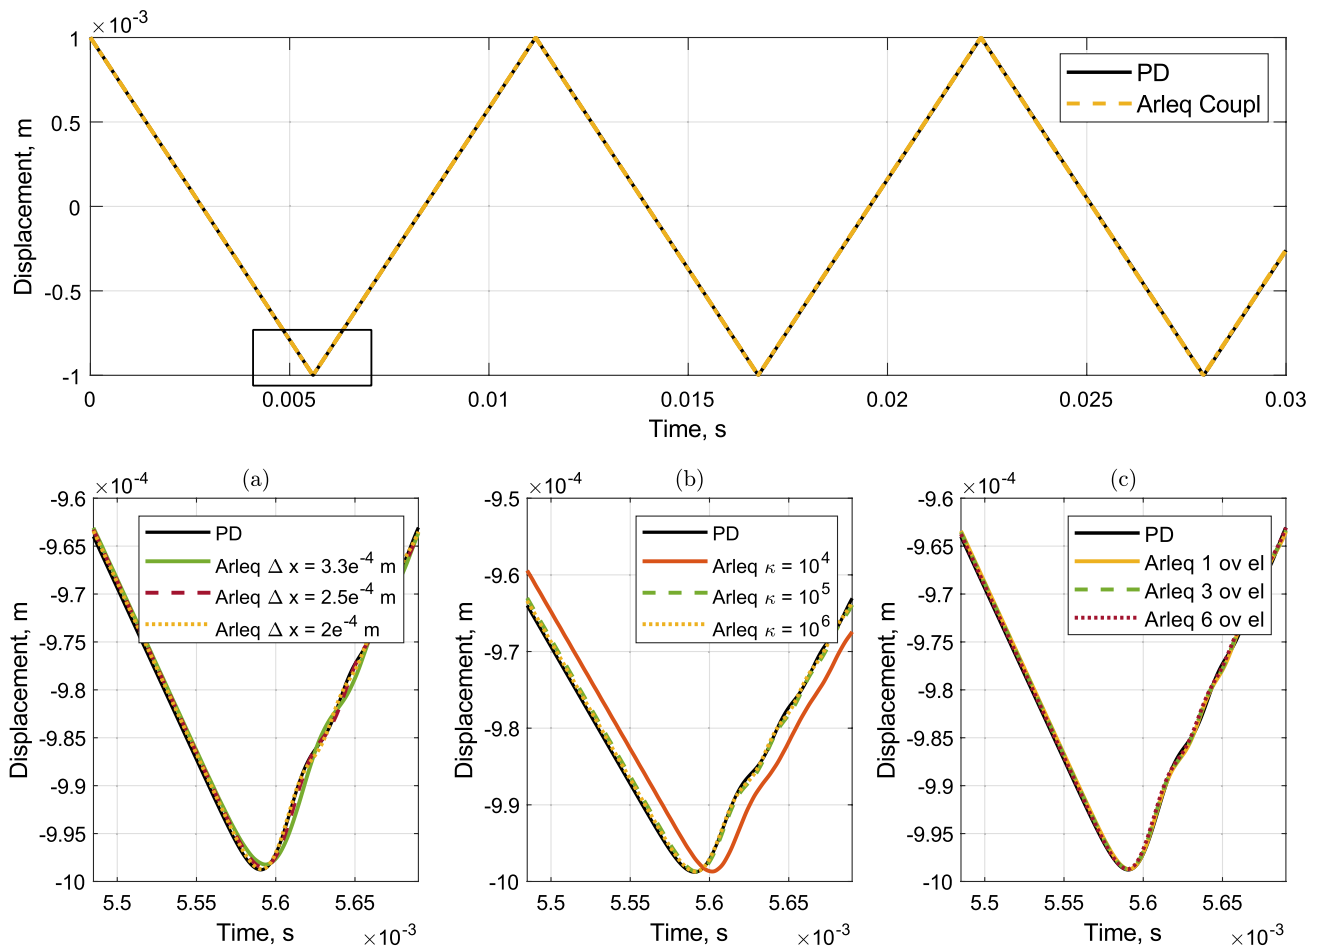 ×10⁻³
1
0.5
0
-0.5
-1
Displacement, m
PD
Arleq Coupl
0
0.005
0.01
0.015
0.02
0.025
0.03
Time, s
(a)
×10⁻⁴
-9.6
-9.65
-9.7
-9.75
-9.8
-9.85
-9.9
-9.95
-10
Displacement, m
PD
Arleq Δ x = 3.3e⁻⁴ m
Arleq Δ x = 2.5e⁻⁴ m
Arleq Δ x = 2e⁻⁴ m
5.5
5.55
5.6
5.65
Time, s
×10⁻³
(b)
×10⁻⁴
-9.5
-9.6
-9.7
-9.8
-9.9
-10
Displacement, m
PD
Arleq κ = 10⁴
Arleq κ = 10⁵
Arleq κ = 10⁶
5.5
5.55
5.6
5.65
Time, s
×10⁻³
(c)
×10⁻⁴
-9.6
-9.65
-9.7
-9.75
-9.8
-9.85
-9.9
-9.95
-10
Displacement, m
PD
Arleq 1 ov el
Arleq 3 ov el
Arleq 6 ov el
5.5
5.55
5.6
5.65
Time, s
×10⁻³